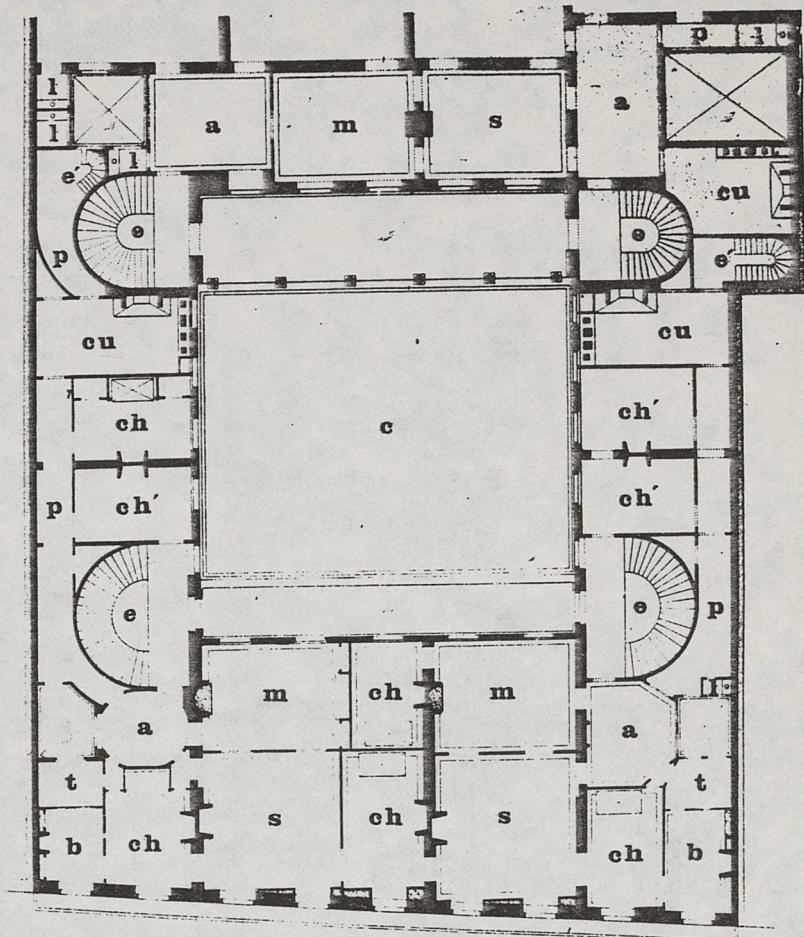 p l
l
a m s a
l
l
e´ cu
e e
p e´
cu cu
ch ch´
c
p ch´ ch´
e e p
m ch m l
a a
t t
s ch s
b ch ch b